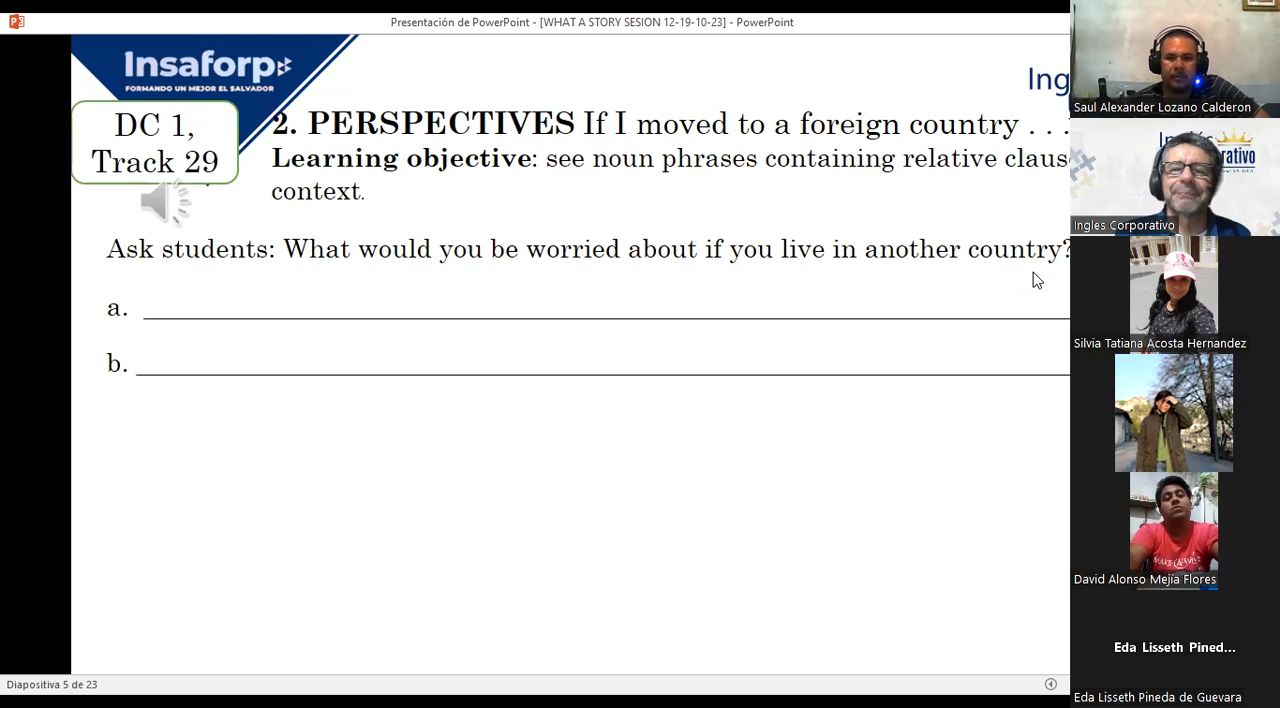 Presentación de PowerPoint - [WHAT A STORY SESION 12-19-10-23] - PowerPoint
Insaforp
FORMANDO UN MEJOR EL SALVADOR
Ing
DC 1,
Track 29
2. PERSPECTIVES If I moved to a foreign country . . .
Learning objective: see noun phrases containing relative clause
context.
Ask students: What would you be worried about if you live in another country?
a.
b.
Diapositiva 5 de 23
Saul Alexander Lozano Calderon
Ingles Corporativo
Silvia Tatiana Acosta Hernandez
David Alonso Mejía Flores
Eda Lisseth Pined...
Eda Lisseth Pineda de Guevara